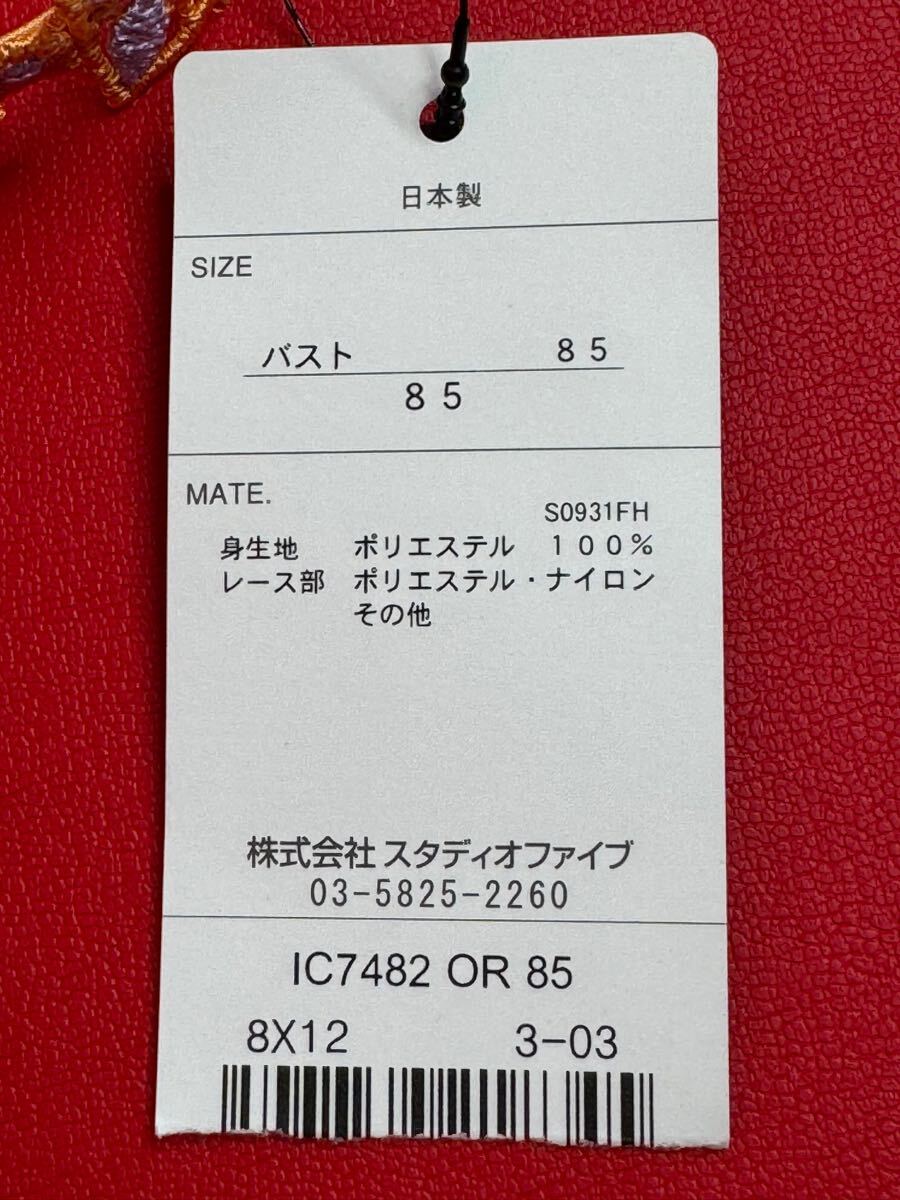 日本製
SIZE
バスト ８５
８５
MATE.
S0931FH
身生地 ポリエステル １００％
レース部 ポリエステル・ナイロン
その他
株式会社 スタディオファイブ
03-5825-2260
IC7482 OR 85
8X12 3-03